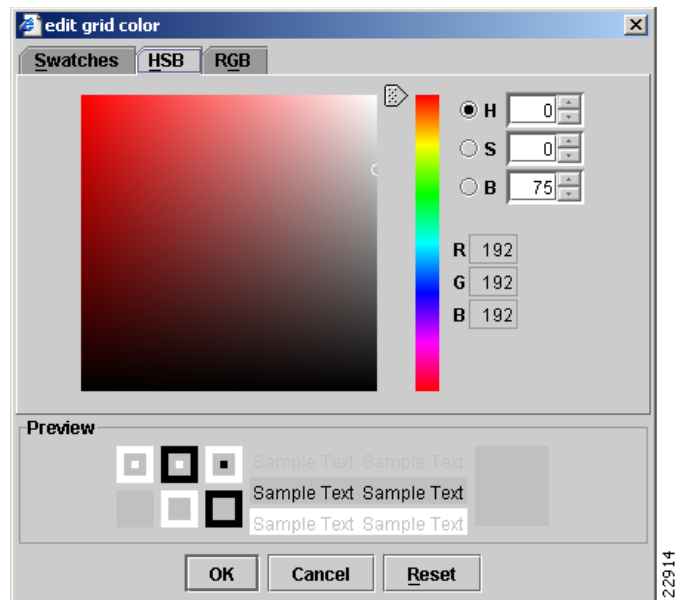 edit grid color
Swatches HSB RGB
H 0
S 0
B 75
R 192
G 192
B 192
Preview
Sample Text Sample Text
Sample Text Sample Text
Sample Text Sample Text
OK Cancel Reset
22914